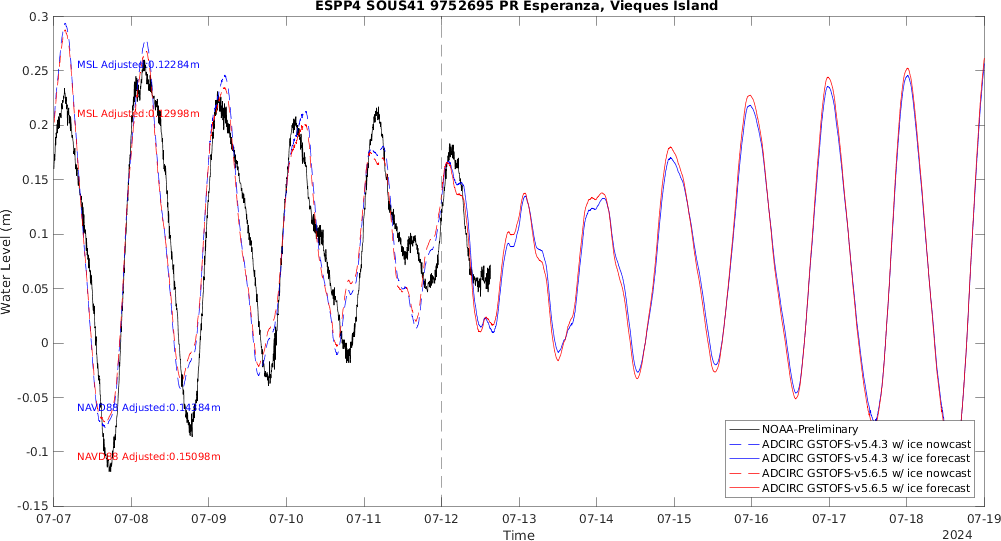 ESPP4 SOUS41 9752695 PR Esperanza, Vieques Island
0.3
0.25
0.2
0.15
0.1
0.05
0
-0.05
-0.1
-0.15
Water Level (m)
MSL Adjusted:0.12284m
MSL Adjusted:0.12998m
NAVD88 Adjusted:0.14384m
NAVD88 Adjusted:0.15098m
NOAA-Preliminary
ADCIRC GSTOFS-v5.4.3 w/ ice nowcast
ADCIRC GSTOFS-v5.4.3 w/ ice forecast
ADCIRC GSTOFS-v5.6.5 w/ ice nowcast
ADCIRC GSTOFS-v5.6.5 w/ ice forecast
07-07 07-08 07-09 07-10 07-11 07-12 07-13 07-14 07-15 07-16 07-17 07-18 07-19
Time
2024